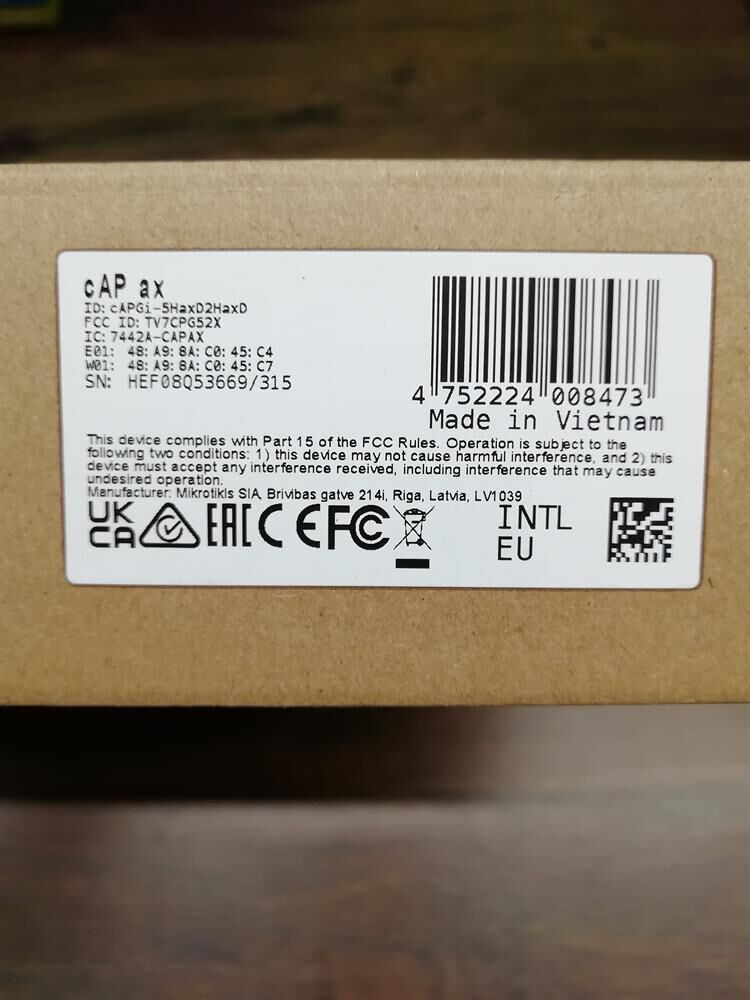 cAP ax
ID: cAPGi-5HaxD2HaxD
FCC ID: TV7CPG52X
IC: 7442A-CAPAX
E01: 48: A9: 8A: C0: 45: C4
W01: 48: A9: 8A: C0: 45: C7
SN: HEF08Q53669/315
4 752224 008473
Made in Vietnam
This device complies with Part 15 of the FCC Rules. Operation is subject to the
following two conditions: 1) this device may not cause harmful interference, and 2) this
device must accept any interference received, including interference that may cause
undesired operation.
Manufacturer: Mikrotikls SIA, Brivibas gatve 214i, Riga, Latvia, LV1039
UK
CA
EAC
CE
FC
INTL
EU